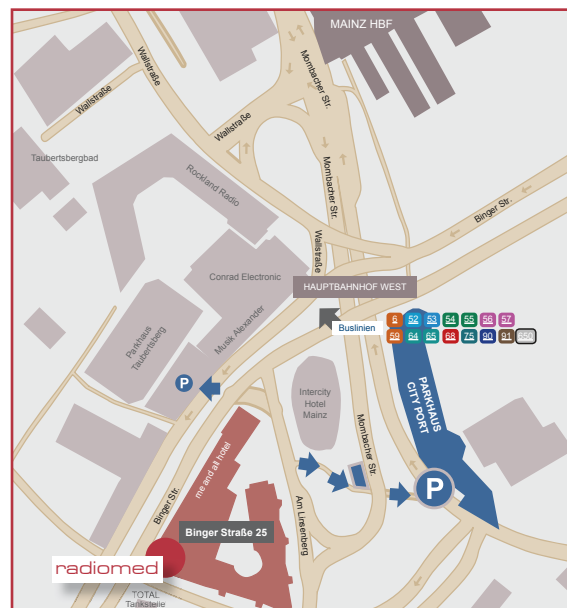 MAINZ HBF
Wallstraße
Mombacher Str.
Wallstraße
Wallstraße
Taubertsbergbad
Rockland Radio
Mombacher Str.
Binger Str.
Wallstraße
Conrad Electronic
HAUPTBAHNHOF WEST
Buslinien
6 52 53 54 55 56 57
59 64 65 68 75 90 91 650
Musik Alexander
Parkhaus
Taubertsberg
P
PARKHAUS
CITY PORT
Intercity
Hotel
Mainz
Mombacher Str.
me and all hotel
P
Binger Str.
Am Linsenberg
Binger Straße 25
radiomed
TOTAL
Tankstelle